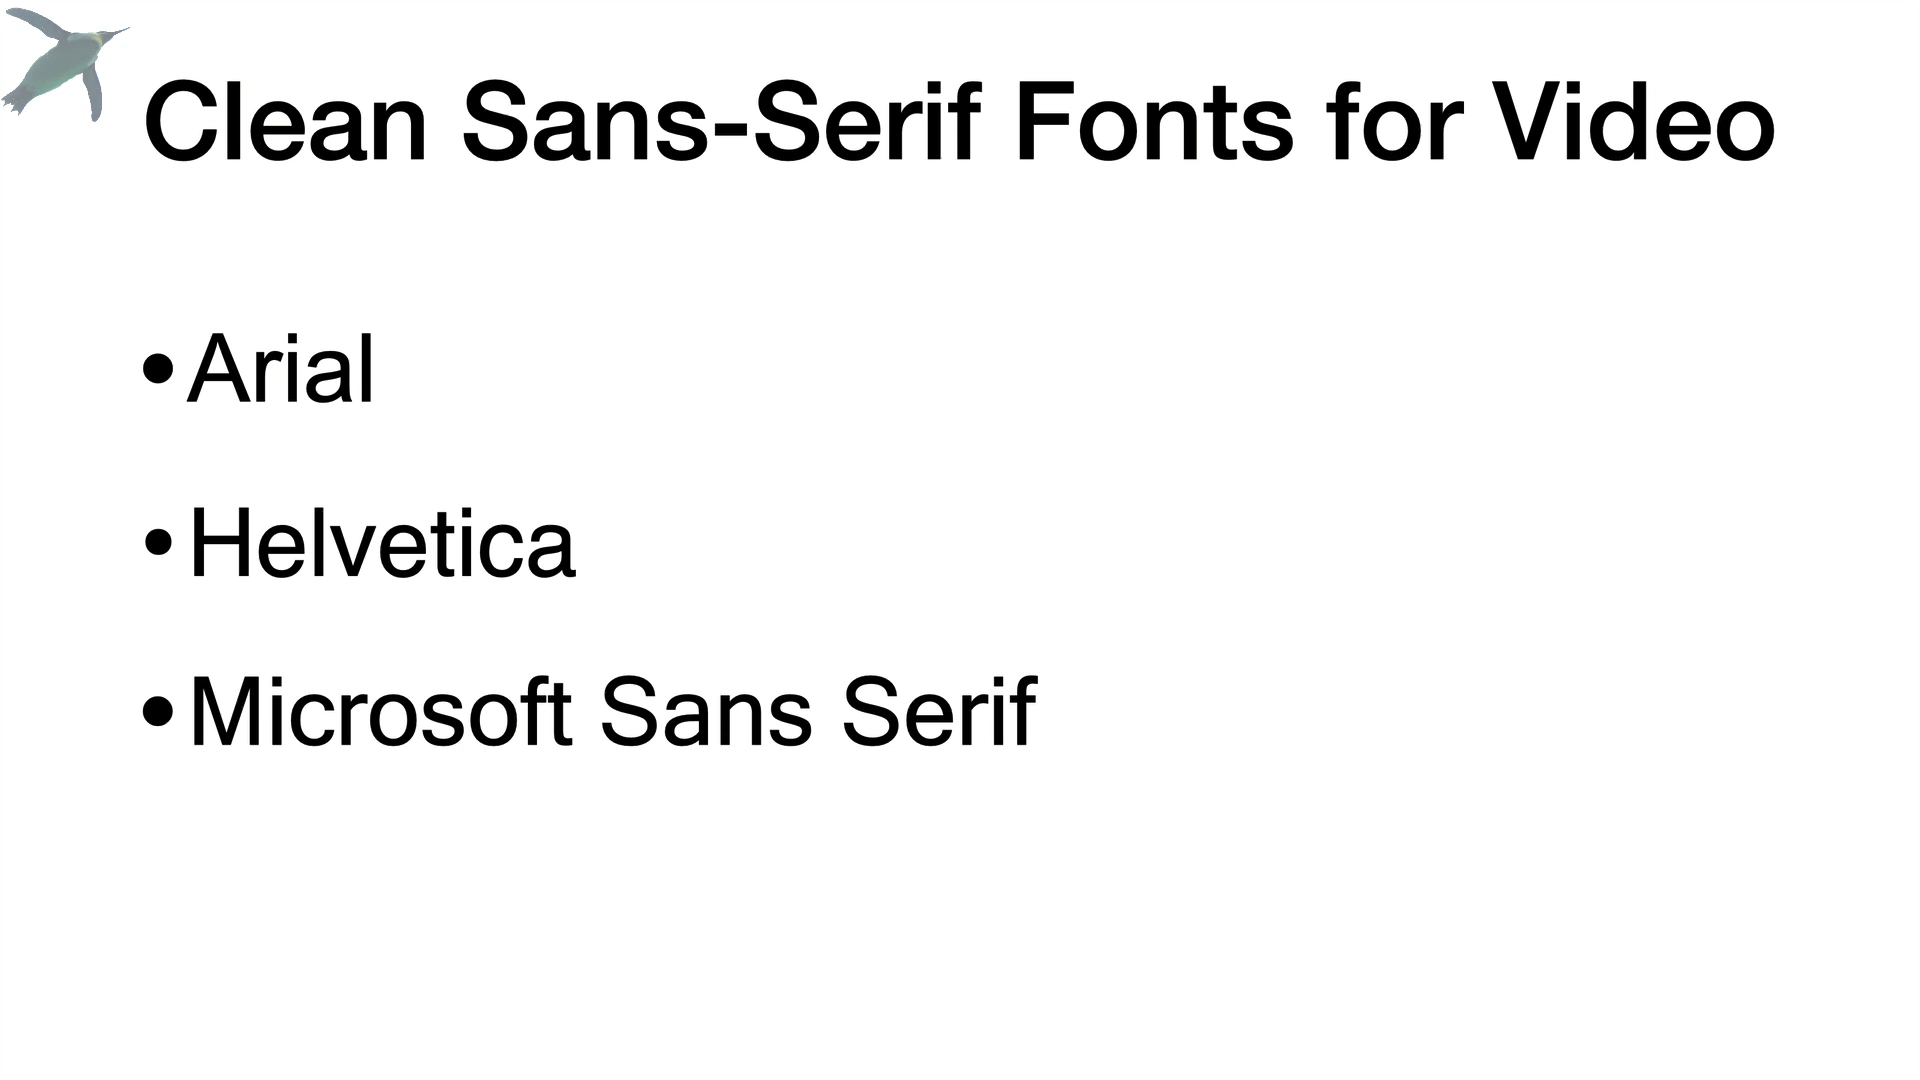 Clean Sans-Serif Fonts for Video
• Arial
• Helvetica
• Microsoft Sans Serif